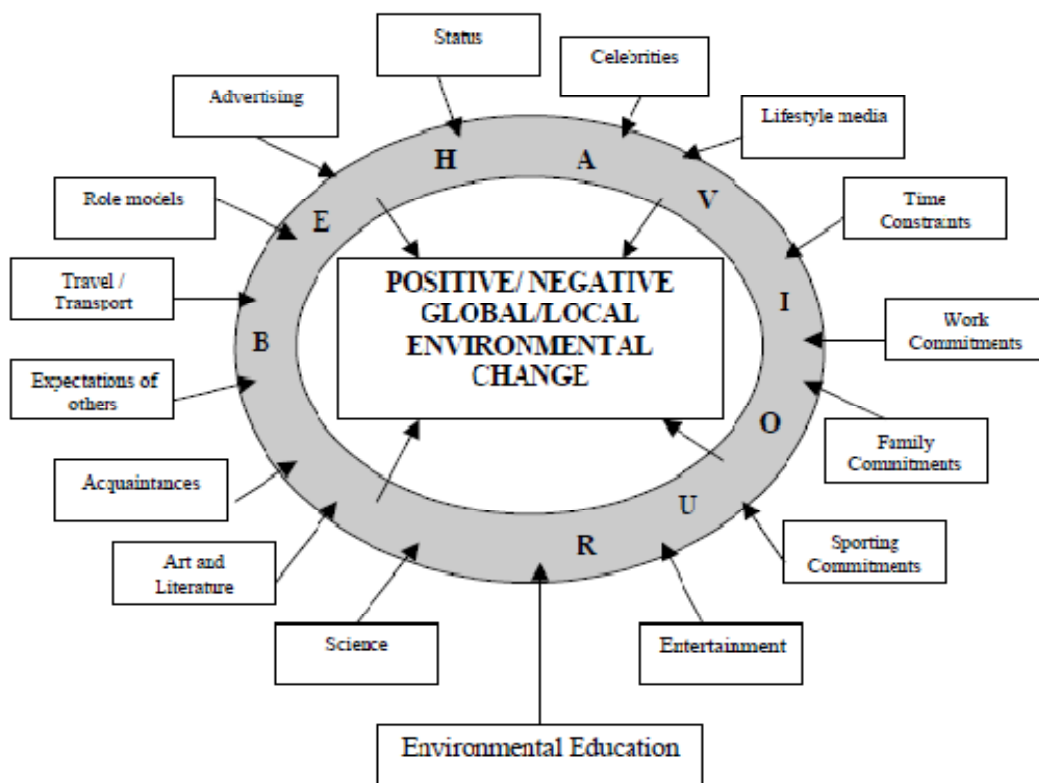 Status
Celebrities
Advertising
Lifestyle media
Role models
Time
Constraints
Travel /
Transport
Work
Commitments
Expectations of
others
Family
Commitments
Acquaintances
Sporting
Commitments
Art and
Literature
Science
Entertainment
Environmental Education
B E H A V I O U R
POSITIVE/ NEGATIVE
GLOBAL/LOCAL
ENVIRONMENTAL
CHANGE